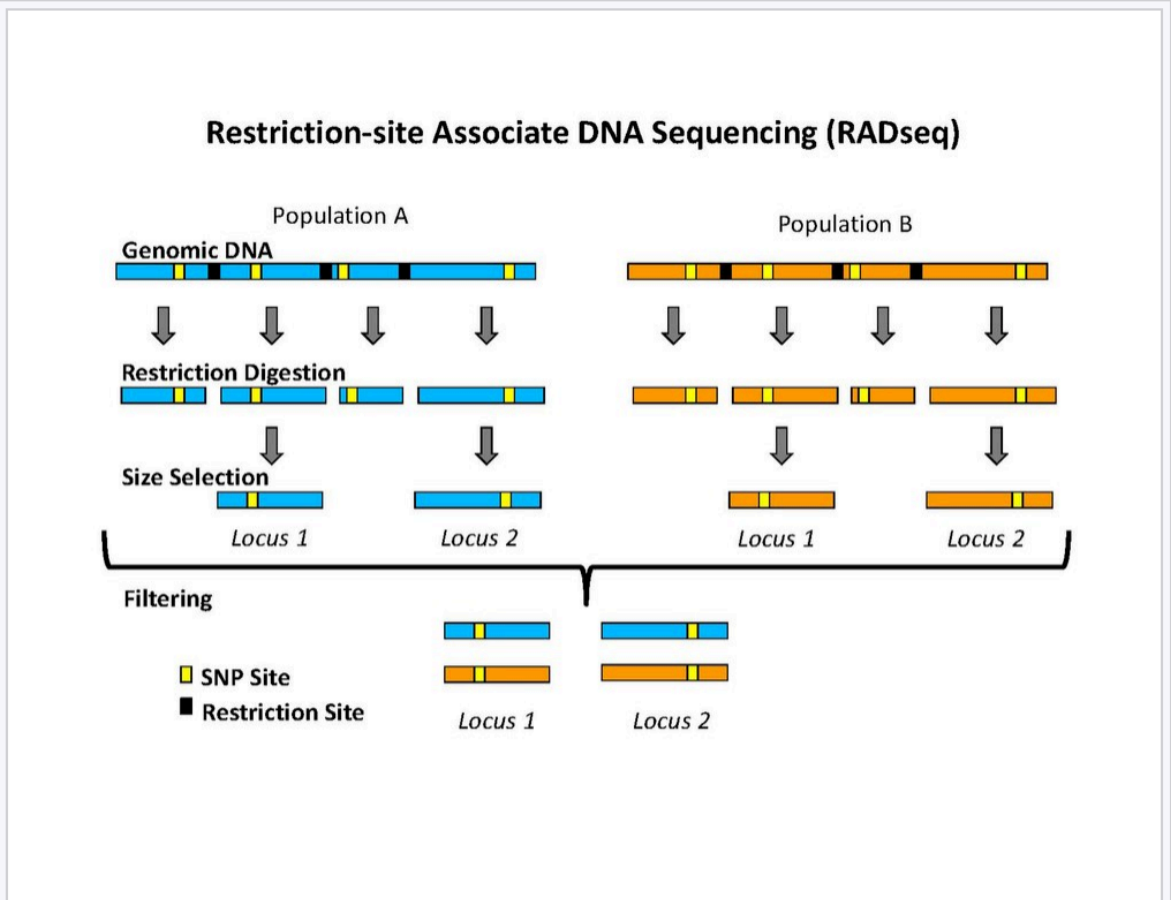 Restriction-site Associate DNA Sequencing (RADseq)
Population A
Population B
Genomic DNA
Restriction Digestion
Size Selection
Locus 1
Locus 2
Locus 1
Locus 2
Filtering
SNP Site
Restriction Site
Locus 1
Locus 2